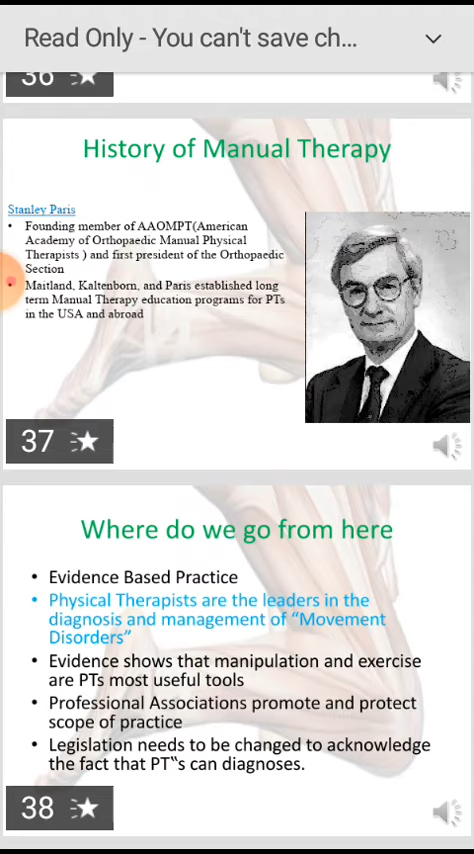 Read Only - You can't save ch...
36
History of Manual Therapy
Stanley Paris
• Founding member of AAOMPT(American
Academy of Orthopaedic Manual Physical
Therapists ) and first president of the Orthopaedic
Section
• Maitland, Kaltenborn, and Paris established long
term Manual Therapy education programs for PTs
in the USA and abroad
37
Where do we go from here
• Evidence Based Practice
• Physical Therapists are the leaders in the
diagnosis and management of “Movement
Disorders”
• Evidence shows that manipulation and exercise
are PTs most useful tools
• Professional Associations promote and protect
scope of practice
• Legislation needs to be changed to acknowledge
the fact that PT‟s can diagnoses.
38